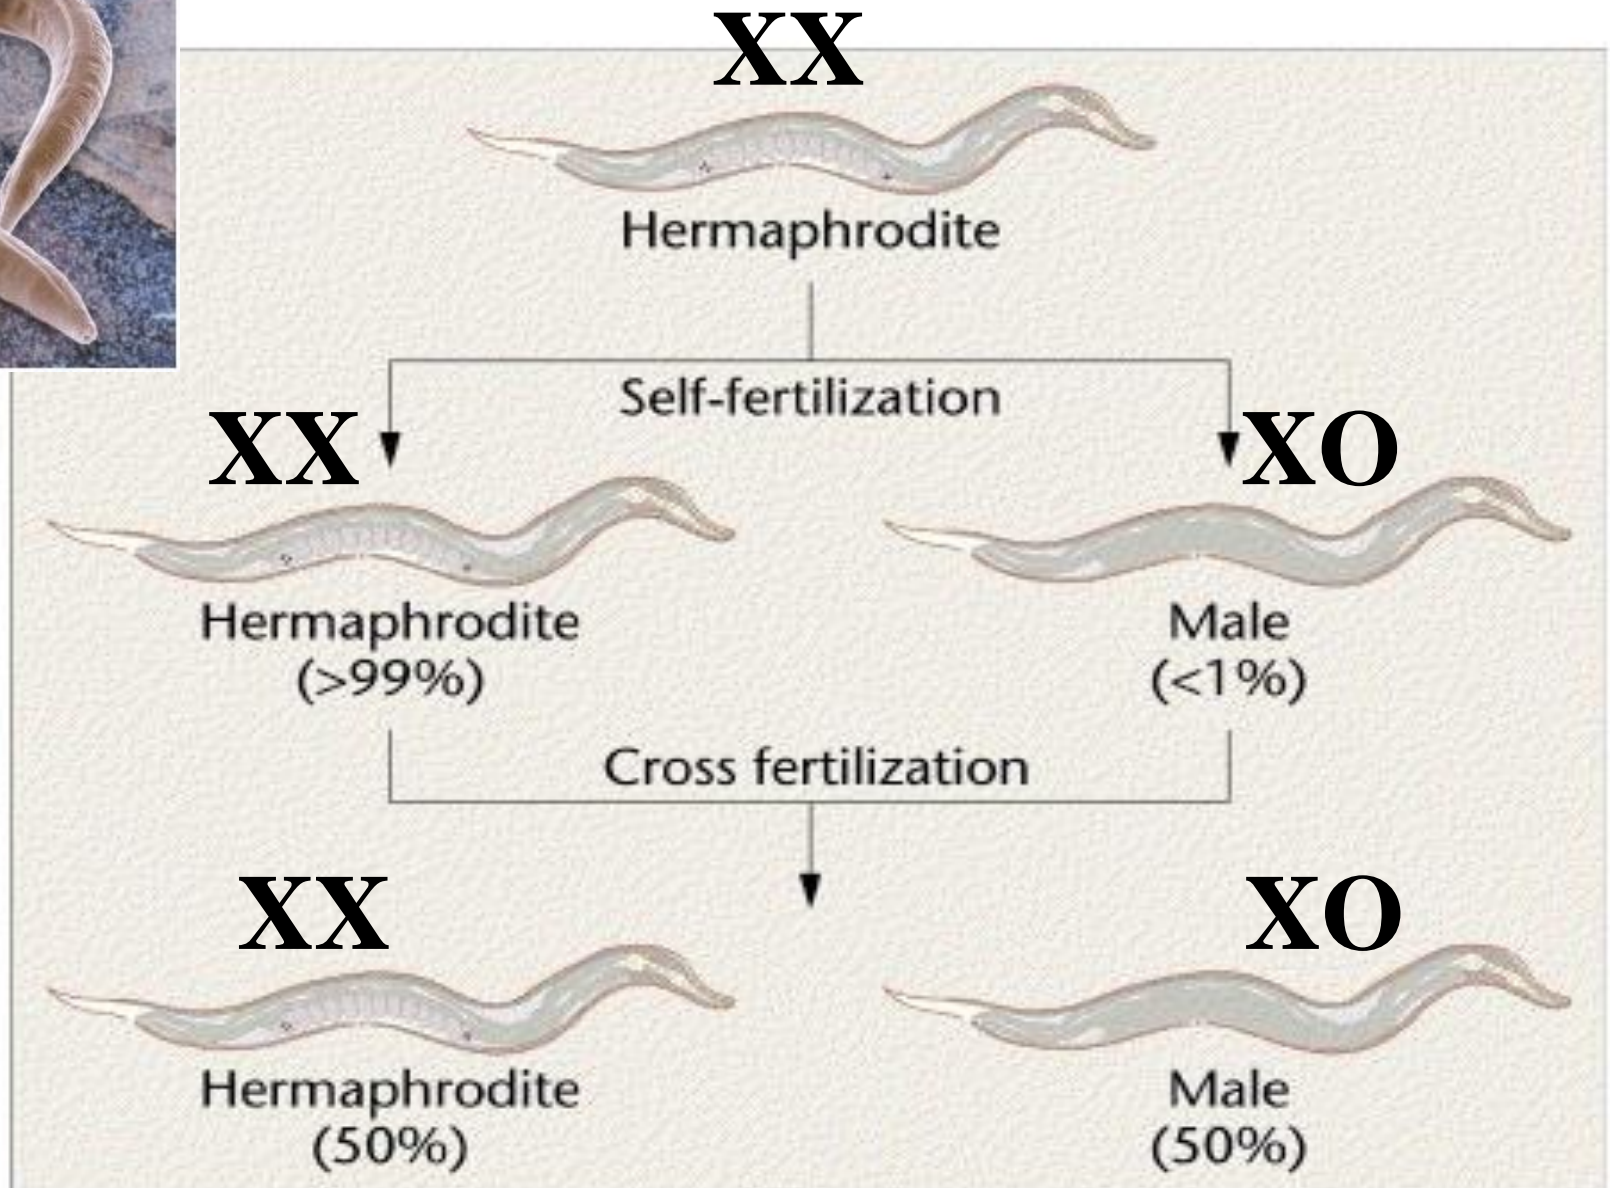 XX
Hermaphrodite
Self-fertilization
XX
XO
Hermaphrodite
(>99%)
Male
(<1%)
Cross fertilization
XX
XO
Hermaphrodite
(50%)
Male
(50%)